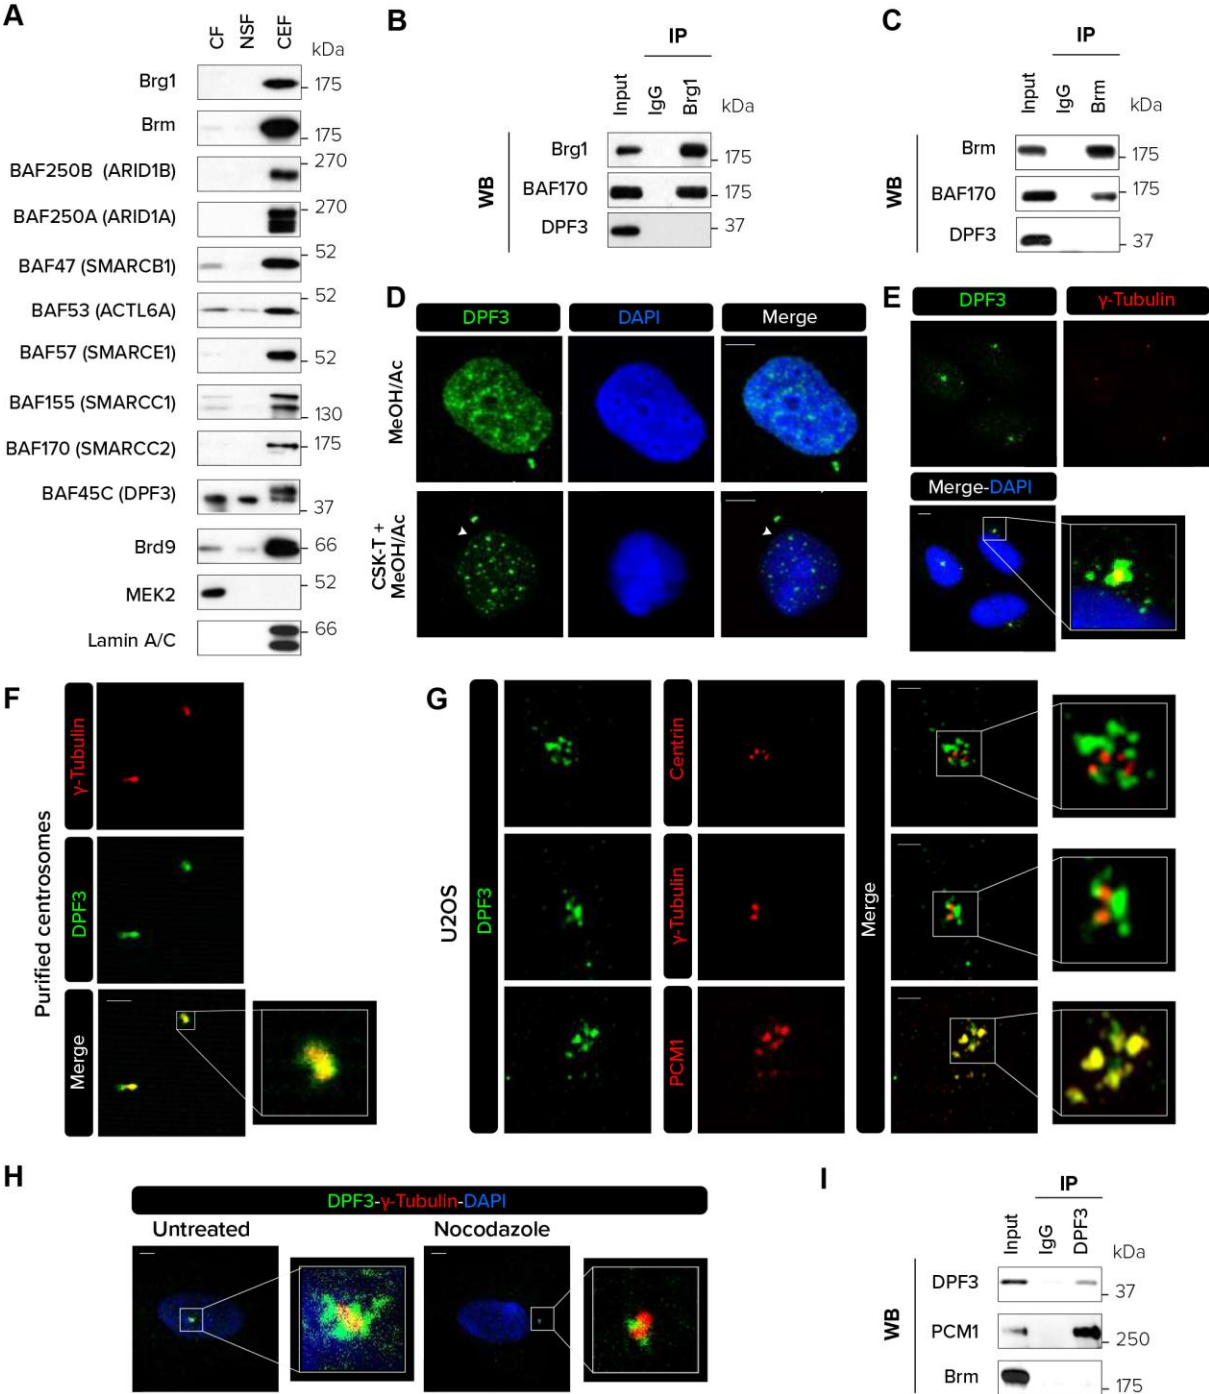 A
CF
NSF
CEF
kDa
Brg1
175
Brm
175
BAF250B (ARID1B)
270
BAF250A (ARID1A)
270
BAF47 (SMARCB1)
52
BAF53 (ACTL6A)
52
BAF57 (SMARCE1)
52
BAF155 (SMARCC1)
130
BAF170 (SMARCC2)
175
BAF45C (DPF3)
37
Brd9
66
MEK2
52
Lamin A/C
66
B
IP
Input
IgG
Brg1
kDa
WB
Brg1
175
BAF170
175
DPF3
37
C
IP
Input
IgG
Brm
kDa
WB
Brm
175
BAF170
175
DPF3
37
D
DPF3
DAPI
Merge
MeOH/Ac
CSK-T +
MeOH/Ac
E
DPF3
γ-Tubulin
Merge-DAPI
F
Purified centrosomes
γ-Tubulin
DPF3
Merge
G
U2OS
DPF3
Centrin
γ-Tubulin
PCM1
Merge
H
DPF3-γ-Tubulin-DAPI
Untreated
Nocodazole
I
IP
Input
IgG
DPF3
kDa
WB
DPF3
37
PCM1
250
Brm
175